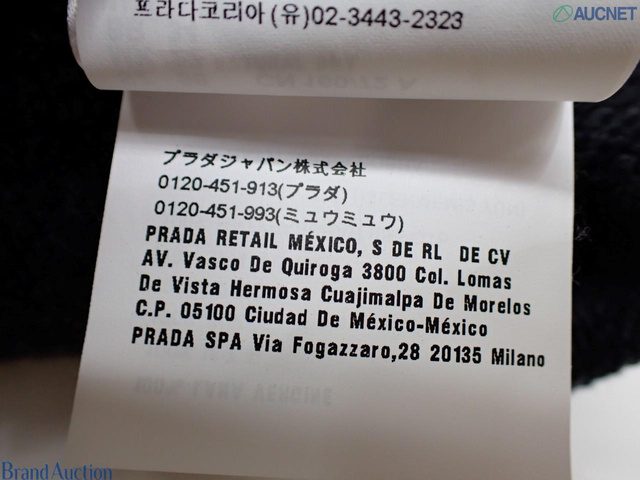 프라다코리아(유)02-3443-2323
AUCNET
プラダジャパン株式会社
0120-451-913(プラダ)
0120-451-993(ミュウミュウ)
PRADA RETAIL MÉXICO, S DE RL DE CV
AV. Vasco De Quiroga 3800 Col. Lomas
De Vista Hermosa Cuajimalpa De Morelos
C.P. 05100 Ciudad De México-México
PRADA SPA Via Fogazzaro,28 20135 Milano
100% LANA VERGINE
Brand Auction